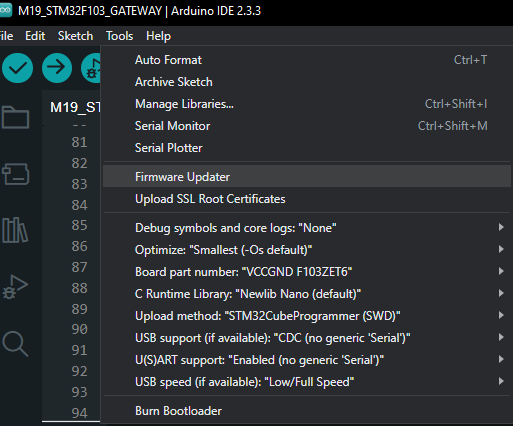 M19_STM32F103_GATEWAY | Arduino IDE 2.3.3
File Edit Sketch Tools Help
Auto Format Ctrl+T
Archive Sketch
M19_ST
Manage Libraries... Ctrl+Shift+I
Serial Monitor Ctrl+Shift+M
81
Serial Plotter
82
83
Firmware Updater
84
Upload SSL Root Certificates
85
Debug symbols and core logs: "None"
86
Optimize: "Smallest (-Os default)"
87
Board part number: "VCCGND F103ZET6"
88
C Runtime Library: "Newlib Nano (default)"
89
Upload method: "STM32CubeProgrammer (SWD)"
90
USB support (if available): "CDC (no generic 'Serial')"
91
U(S)ART support: "Enabled (no generic 'Serial')"
92
USB speed (if available): "Low/Full Speed"
93
94
Burn Bootloader